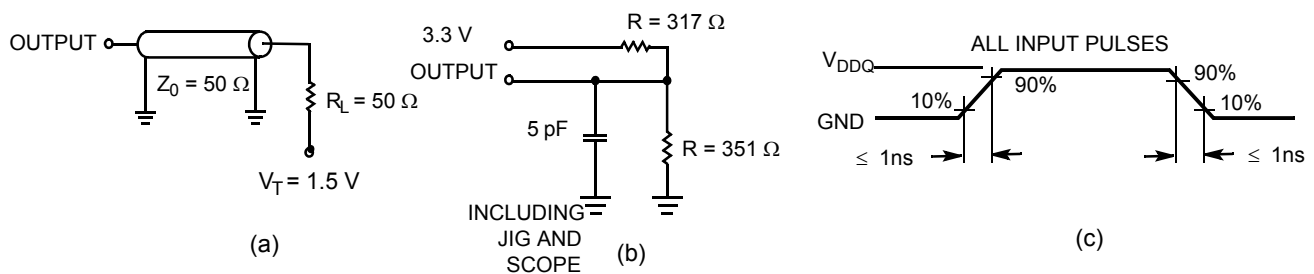 OUTPUT
Z0 = 50 Ω
RL = 50 Ω
VT = 1.5 V
(a)
3.3 V
R = 317 Ω
OUTPUT
5 pF
R = 351 Ω
INCLUDING
JIG AND
SCOPE
(b)
ALL INPUT PULSES
VDDQ
90%
90%
10%
10%
GND
≤ 1ns
≤ 1ns
(c)